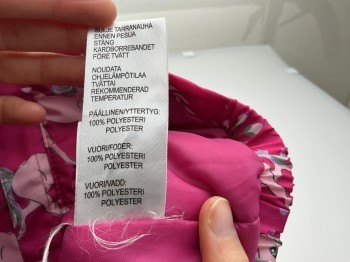 SULJE TARRANAUHA
ENNEN PESUA
STÄNG
KARDBORREBANDET
FÖRE TVÄTT
NOUDATA
OHJELÄMPÖTILAA
TVÄTTAI
REKOMMENDERAD
TEMPERATUR
PÄÄLLINEN/YTTERTYG:
100% POLYESTERI
POLYESTER
VUORI/FODER:
100% POLYESTERI
POLYESTER
VUORI/VADD:
100% POLYESTERI
POLYESTER